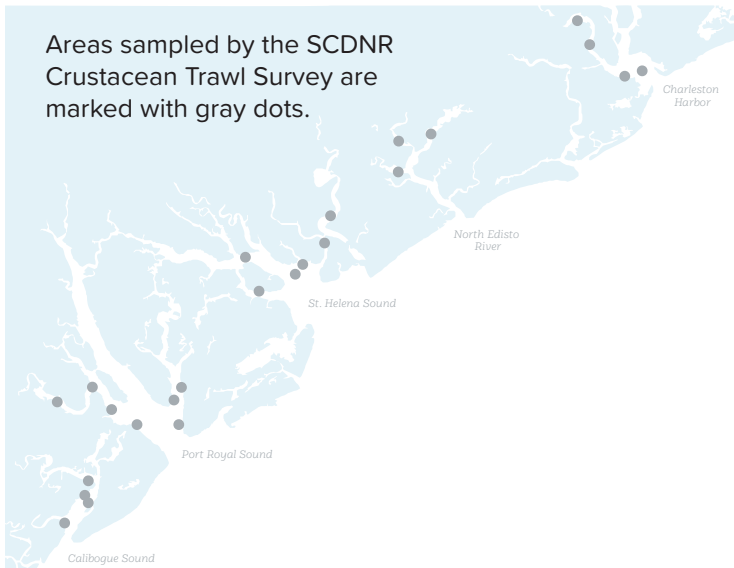 Areas sampled by the SCDNR
Crustacean Trawl Survey are
marked with gray dots.
Charleston
Harbor
North Edisto
River
St. Helena Sound
Port Royal Sound
Calibogue Sound